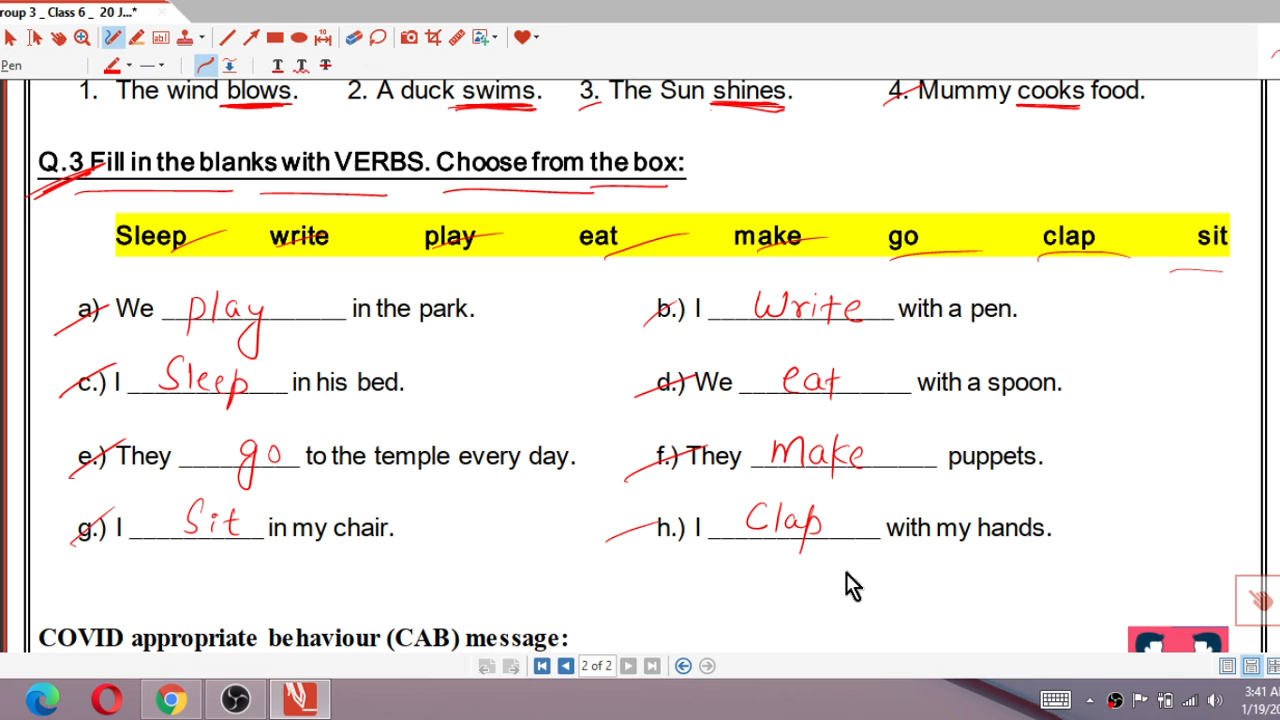 roup 3 _ Class 6 _ 20 J...*
Pen
1. The wind blows. 2. A duck swims. 3. The Sun shines. 4. Mummy cooks food.
Q.3 Fill in the blanks with VERBS. Choose from the box:
Sleep write play eat make go clap sit
a) We play in the park. b.) I Write with a pen.
c.) I Sleep in his bed. d.) We eat with a spoon.
e.) They go to the temple every day. f.) They Make puppets.
g.) I Sit in my chair. h.) I Clap with my hands.
COVID appropriate behaviour (CAB) message:
2 of 2
3:41 A
1/19/20